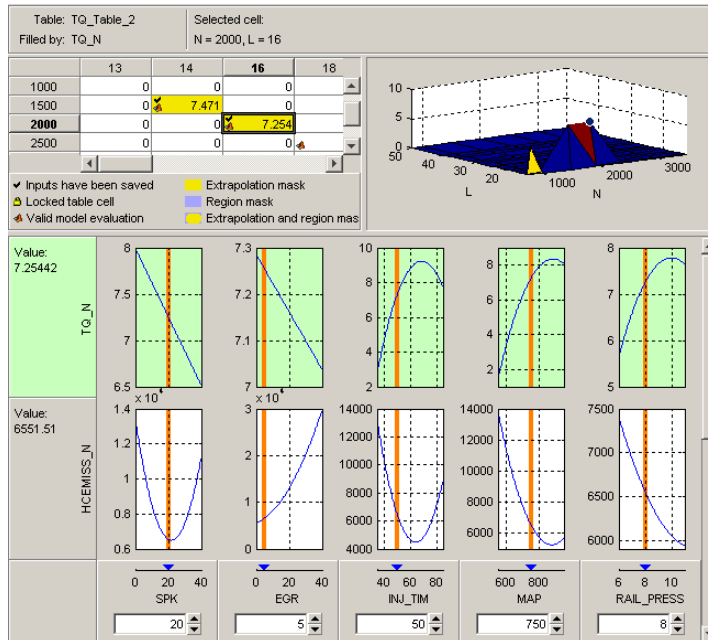 Table: TQ_Table_2 Selected cell:
Filled by: TQ_N N = 2000, L = 16
13 14 16 18
1000 0 0 0
1500 0 7.471 0
2000 0 0 7.254
2500 0 0 0
Inputs have been saved Extrapolation mask
Locked table cell Region mask
Valid model evaluation Extrapolation and region mas
10
5
0
50
40
30
20
L
1000
2000
3000
N
Value:
7.25442
TQ_N
8 7.3 10 8 8
7.5 7.2 8 6 7
7 7.1 6 4 6
6.5 7 4 2 5
2
x 10⁴ x 10⁴
Value:
6551.51
HCEMISS_N
1.4 3 14000 14000 7500
1.2 2 12000 12000 7000
1 1 10000 10000 6500
0.8 0 8000 8000 6000
0.6 6000 6000
4000
0 20 40 0 20 40 40 60 80 600 800 6 8 10
SPK EGR INJ_TIM MAP RAIL_PRESS
20 5 50 750 8